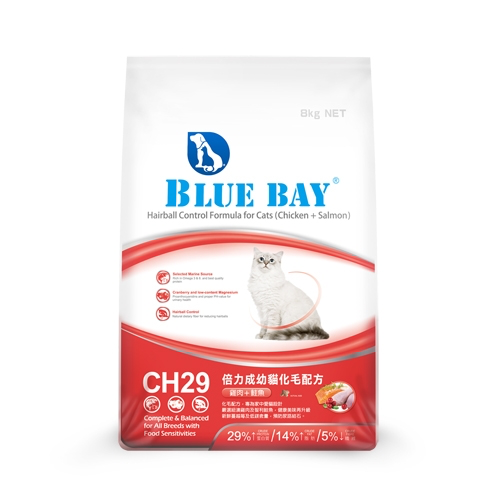 8kg NET
BLUE BAY®
Hairball Control Formula for Cats (Chicken + Salmon)
Selected Marine Source
Cranberry and low-content Magnesium
Hairball Control
CH29
倍力成幼貓化毛配方
雞肉+鮭魚
Complete & Balanced
for All Breeds with
Food Sensitivities
29%↑ 14%↑ 5%↓